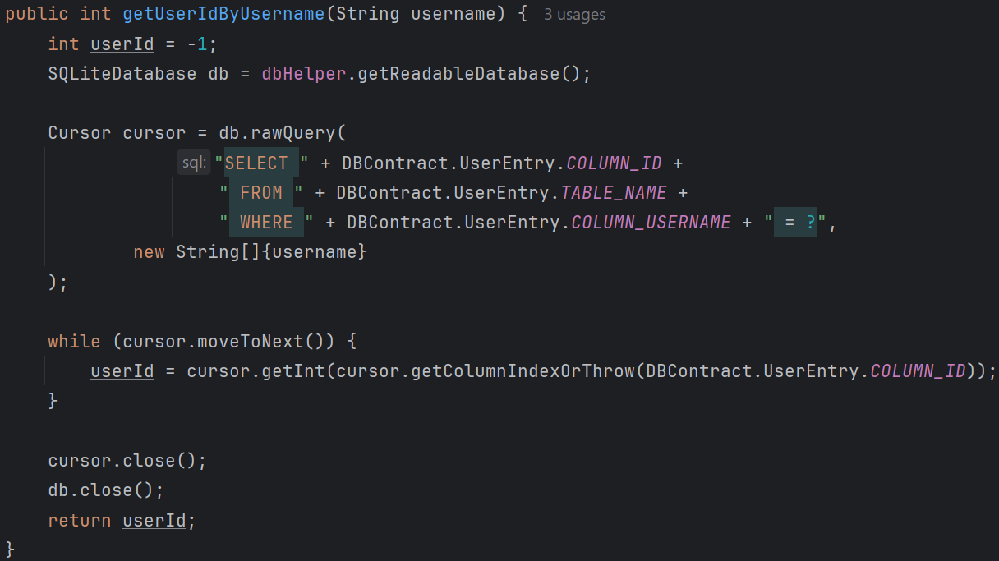 public int getUserIdByUsername(String username) { 3 usages
int userId = -1;
SQLiteDatabase db = dbHelper.getReadableDatabase();
Cursor cursor = db.rawQuery(
sql: "SELECT " + DBContract.UserEntry.COLUMN_ID +
" FROM " + DBContract.UserEntry.TABLE_NAME +
" WHERE " + DBContract.UserEntry.COLUMN_USERNAME + " = ?",
new String[]{username}
);
while (cursor.moveToNext()) {
userId = cursor.getInt(cursor.getColumnIndexOrThrow(DBContract.UserEntry.COLUMN_ID));
}
cursor.close();
db.close();
return userId;
}